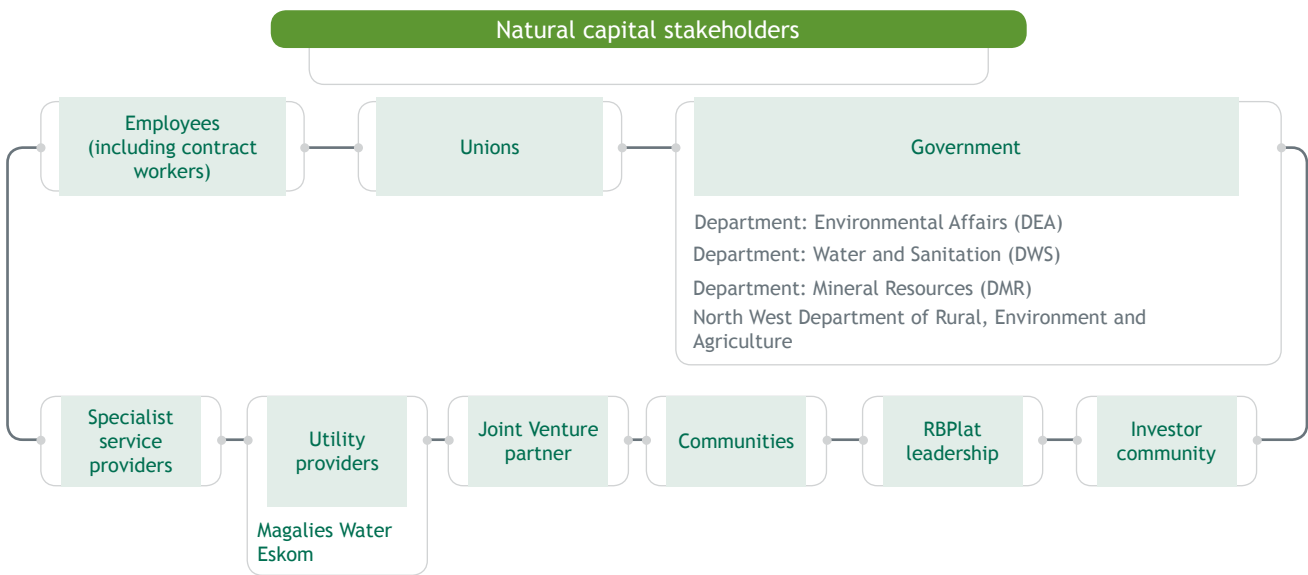 Natural capital stakeholders
Employees
(including contract
workers)
Unions
Government
Department: Environmental Affairs (DEA)
Department: Water and Sanitation (DWS)
Department: Mineral Resources (DMR)
North West Department of Rural, Environment and
Agriculture
Specialist
service
providers
Utility
providers
Magalies Water
Eskom
Joint Venture
partner
Communities
RBPlat
leadership
Investor
community